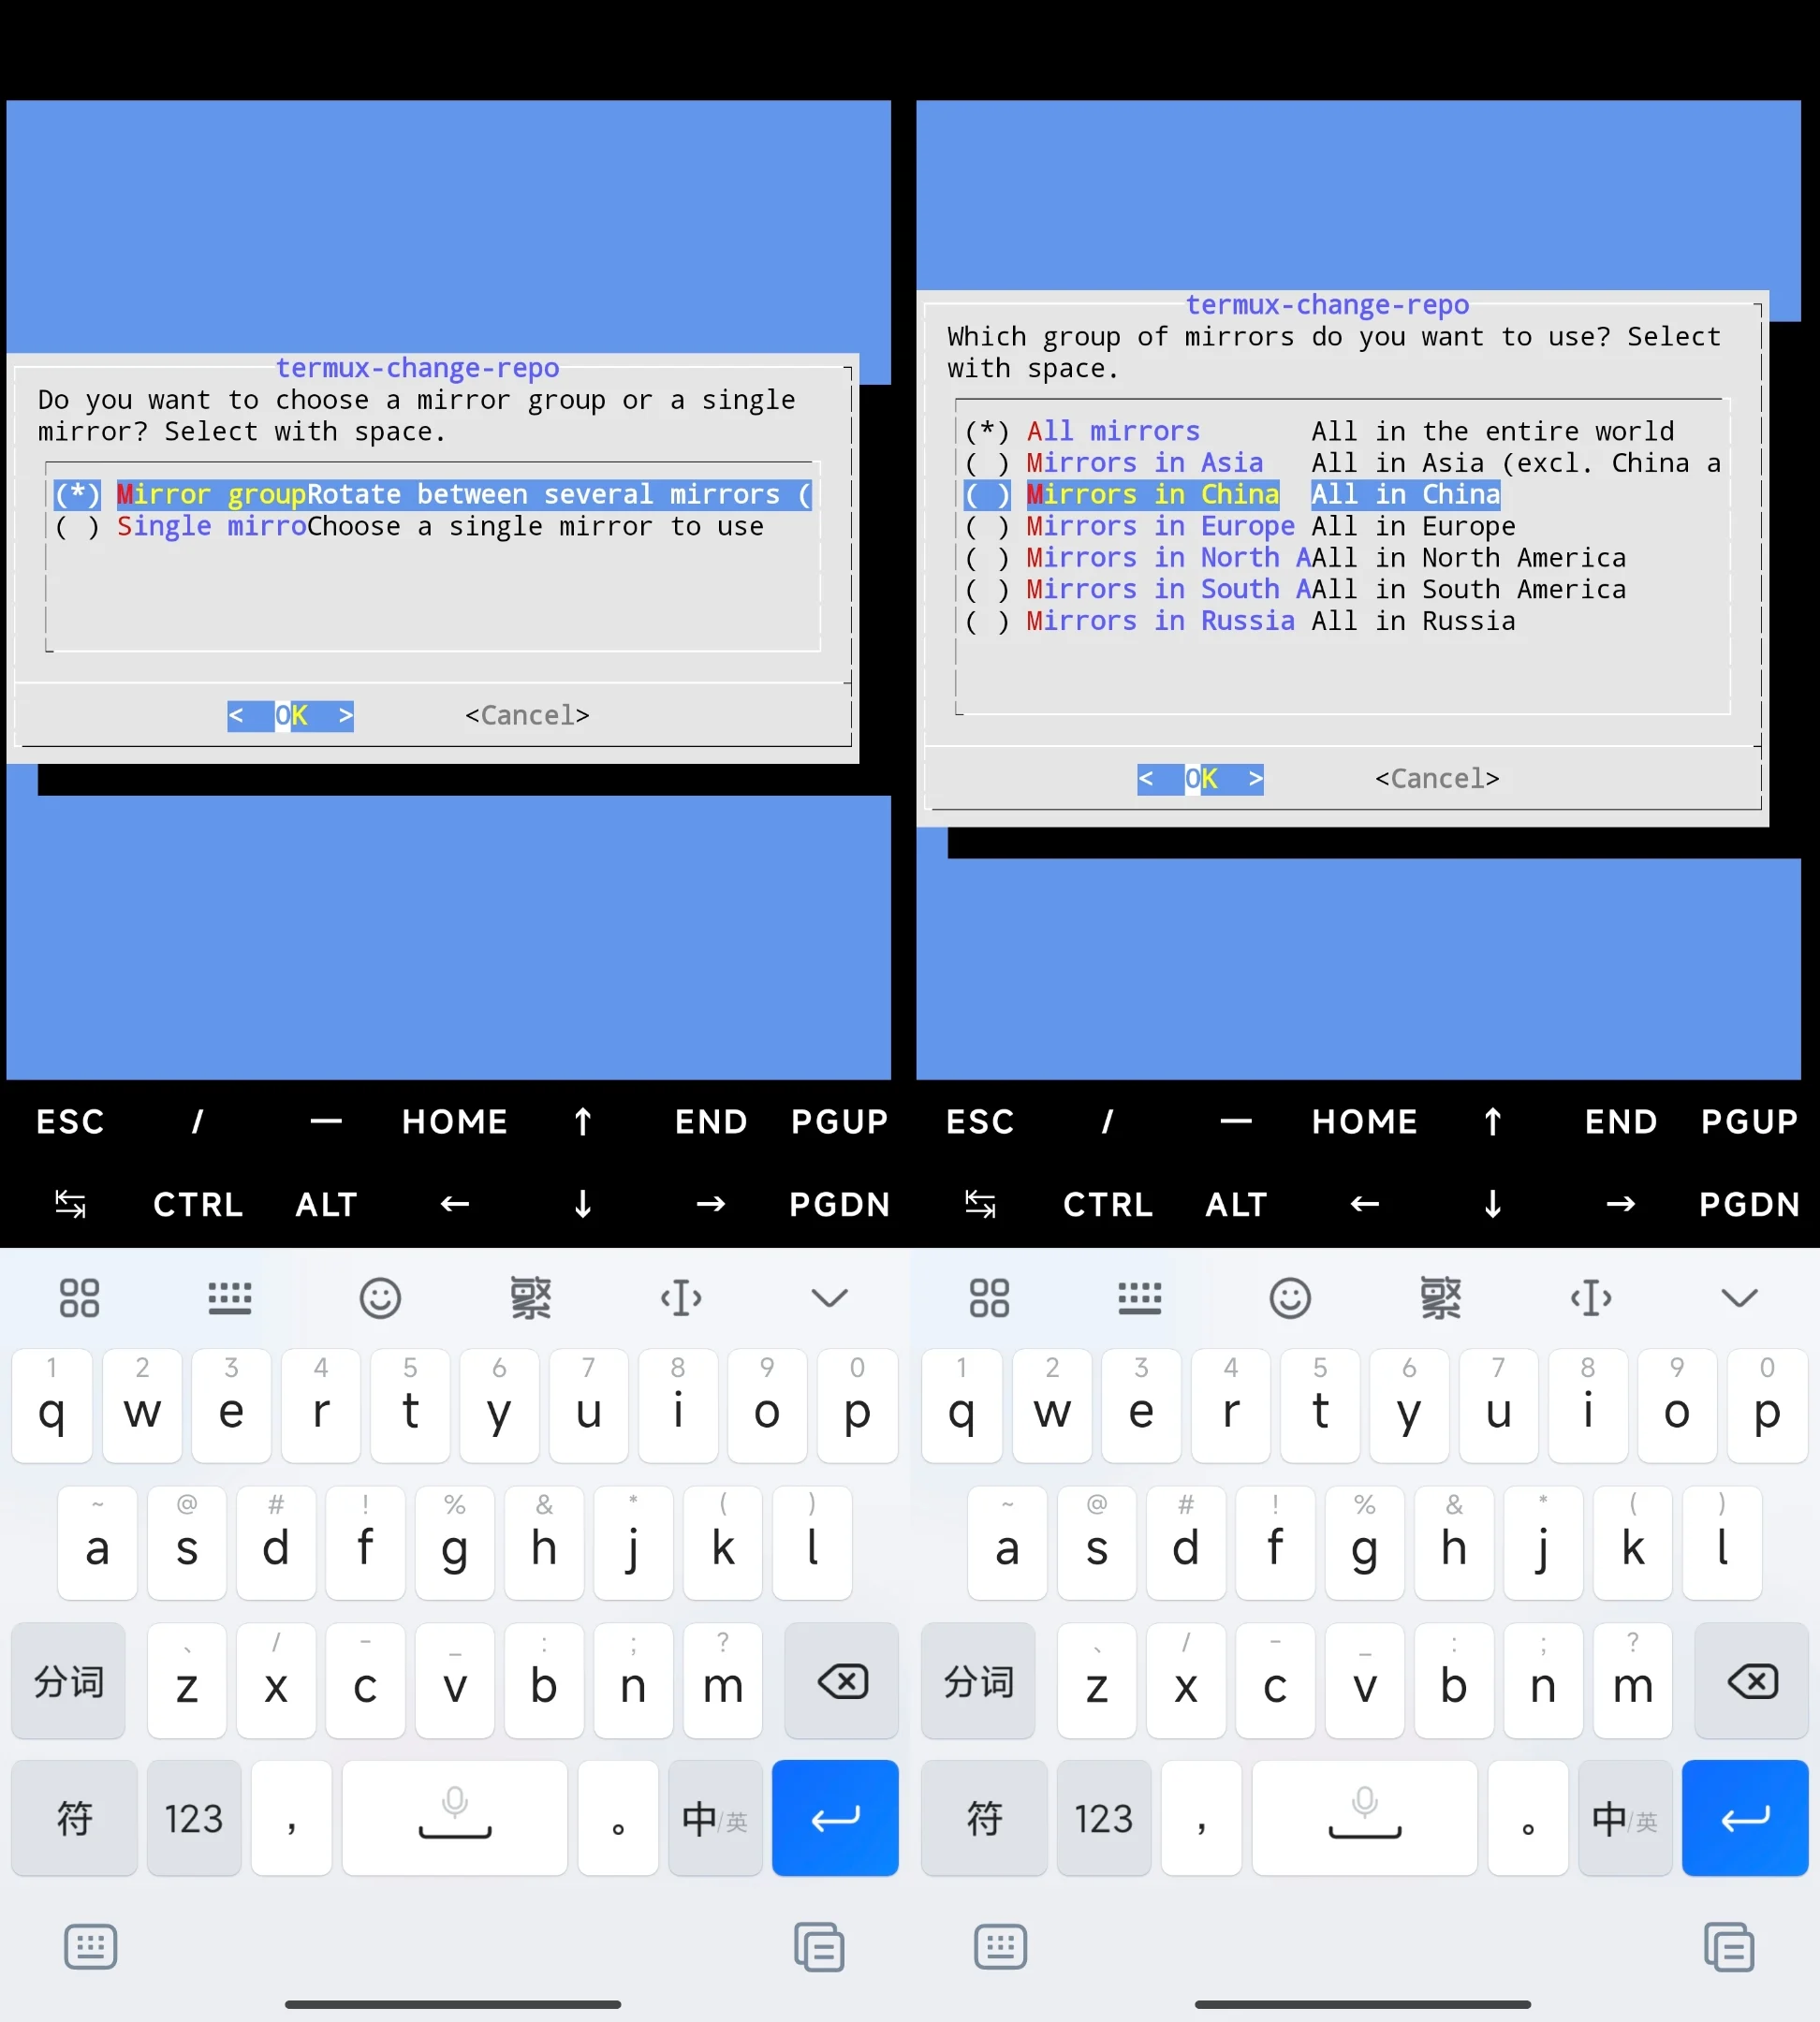 termux-change-repo
Do you want to choose a mirror group or a single
mirror? Select with space.
(*) Mirror groupRotate between several mirrors (
( ) Single mirroChoose a single mirror to use
< OK > <Cancel>
ESC / — HOME ↑ END PGUP
↹ CTRL ALT ← ↓ → PGDN
繁
1 2 3 4 5 6 7 8 9 0
q w e r t y u i o p
~ @ # ! % & * ( )
a s d f g h j k l
、 / - _ : ; ?
分词 z x c v b n m
符 123 , 。 中/英
termux-change-repo
Which group of mirrors do you want to use? Select
with space.
(*) All mirrors All in the entire world
( ) Mirrors in Asia All in Asia (excl. China a
( ) Mirrors in China All in China
( ) Mirrors in Europe All in Europe
( ) Mirrors in North AAll in North America
( ) Mirrors in South AAll in South America
( ) Mirrors in Russia All in Russia
< OK > <Cancel>
ESC / — HOME ↑ END PGUP
↹ CTRL ALT ← ↓ → PGDN
繁
1 2 3 4 5 6 7 8 9 0
q w e r t y u i o p
~ @ # ! % & * ( )
a s d f g h j k l
、 / - _ : ; ?
分词 z x c v b n m
符 123 , 。 中/英